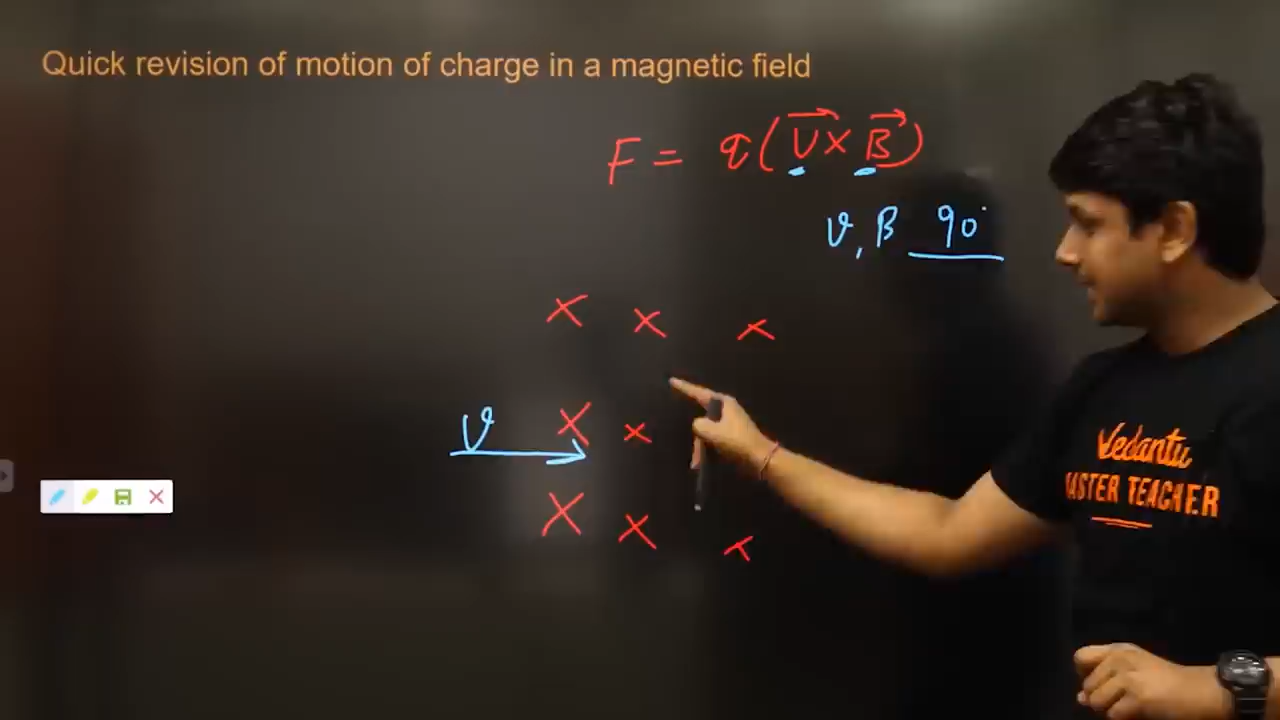 Quick revision of motion of charge in a magnetic field
F = q(V⃗ × B⃗)
v, B 90°
× × ×
v × ×
× × ×
Vedantu
MASTER TEACHER